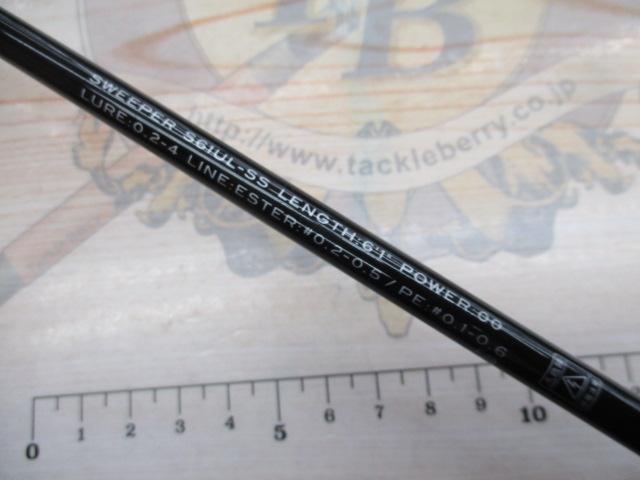 TB
http://www.tackleberry.co.jp
SWEEPER S61UL-SS LENGTH:6'1" POWER:00
LURE:0.2-4 LINE:ESTER:#0.2-0.5 / PE:#0.1-0.6
0 1 2 3 4 5 6 7 8 9 10